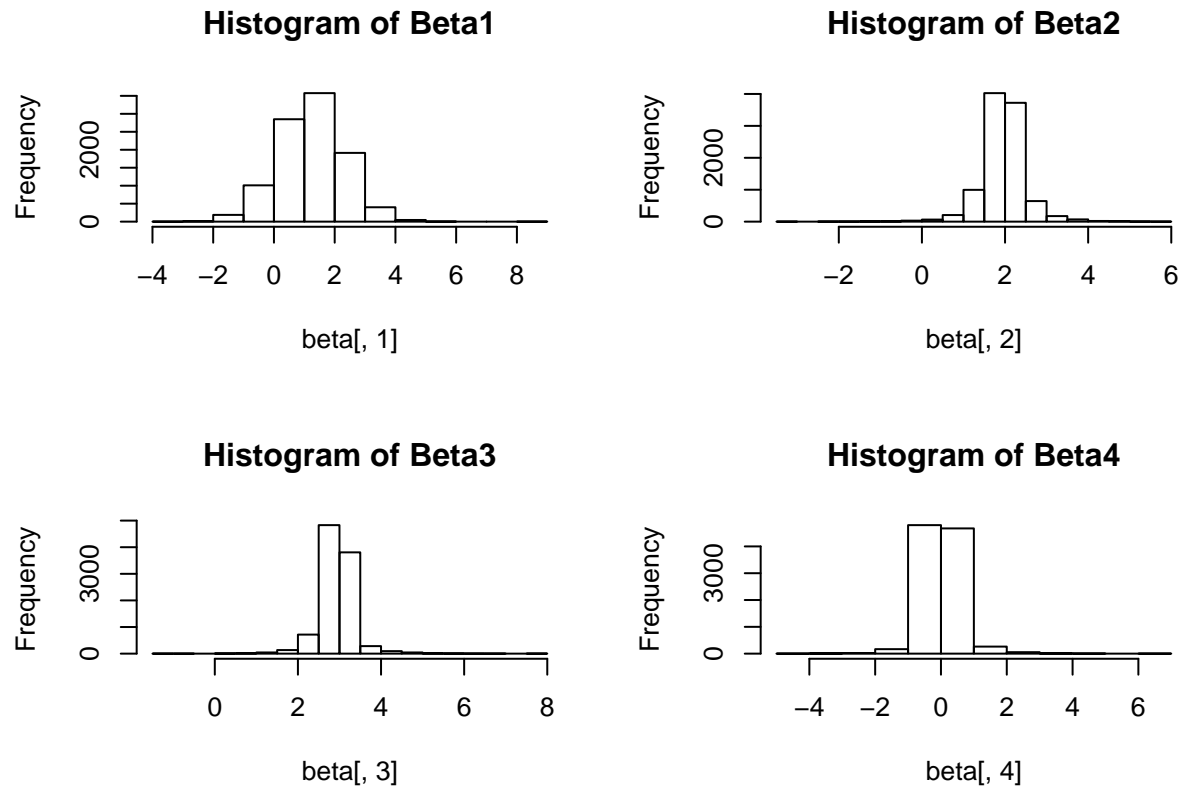 Histogram of Beta1
Frequency
0 2000
−4 −2 0 2 4 6 8
beta[, 1]
Histogram of Beta2
Frequency
0 2000
−2 0 2 4 6
beta[, 2]
Histogram of Beta3
Frequency
0 3000
0 2 4 6 8
beta[, 3]
Histogram of Beta4
Frequency
0 3000
−4 −2 0 2 4 6
beta[, 4]